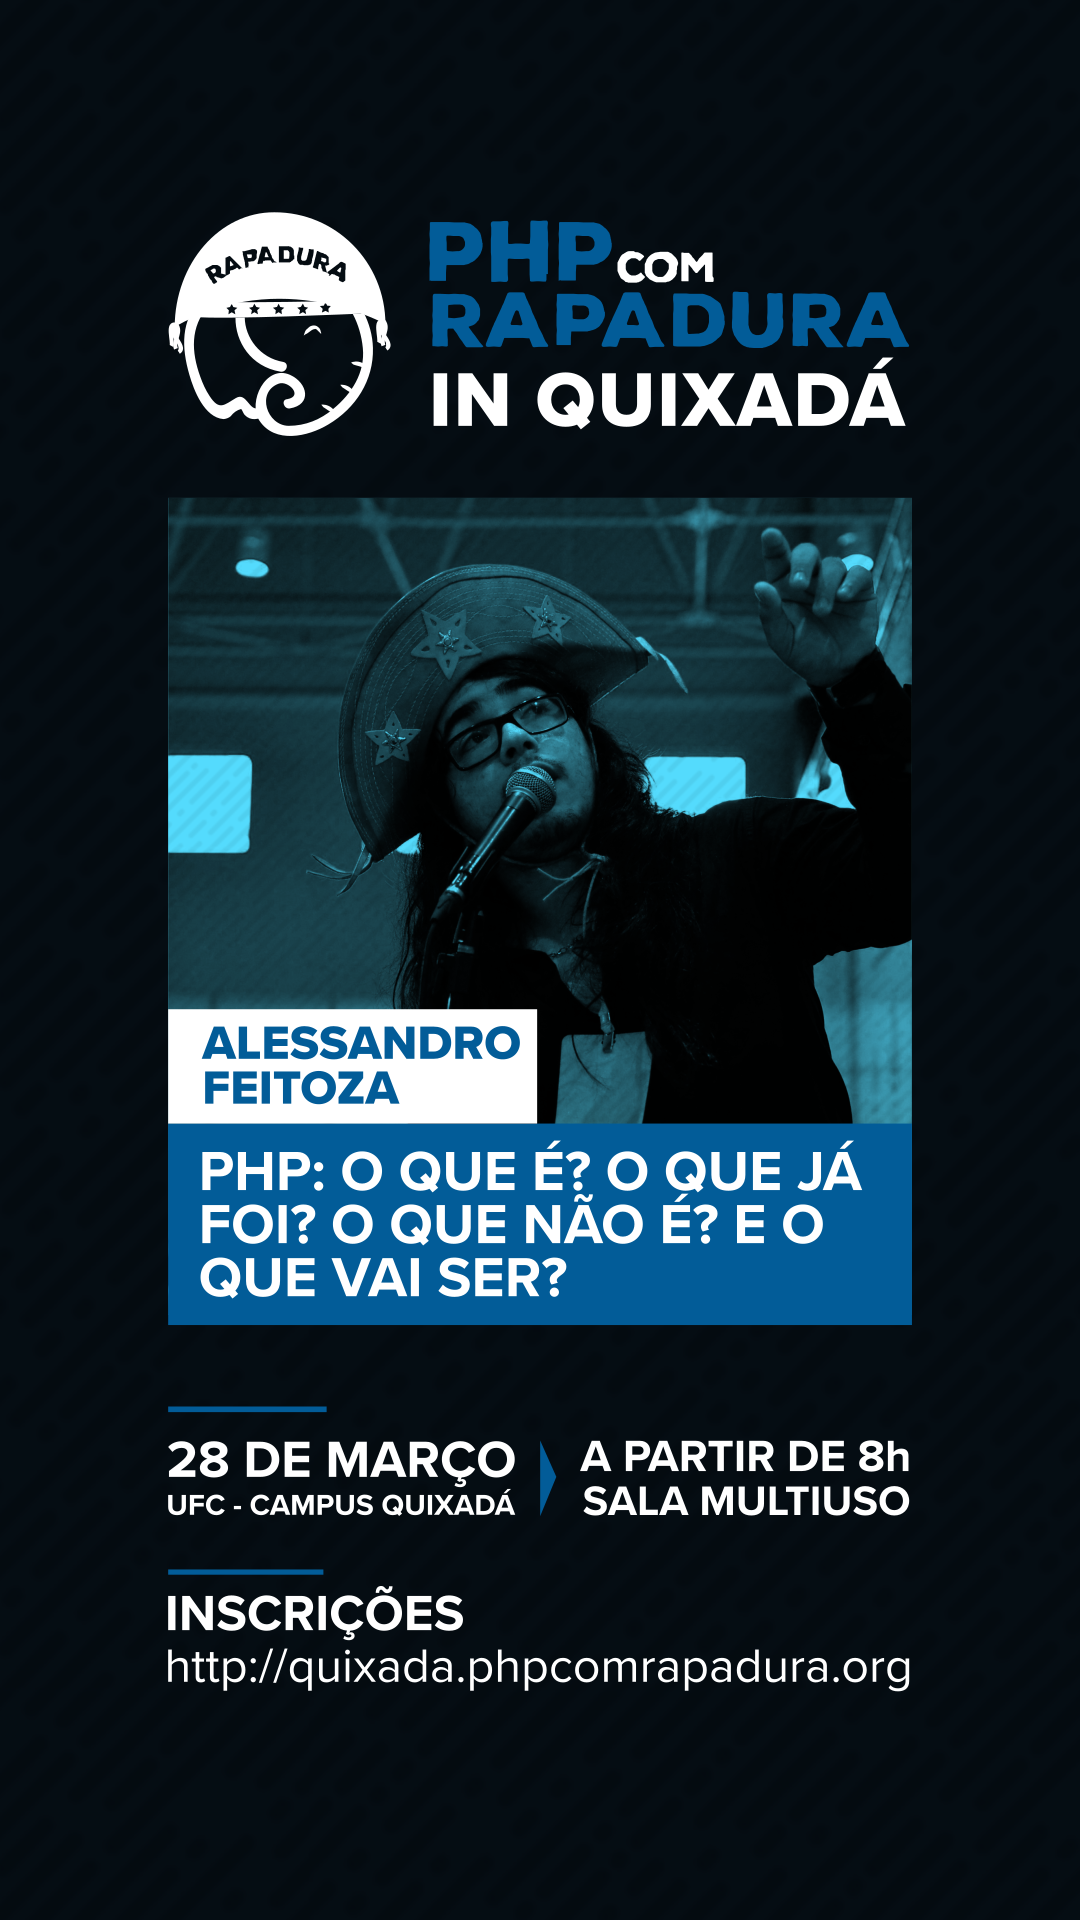 RAPADURA
PHP COM
RAPADURA
IN QUIXADÁ
ALESSANDRO
FEITOZA
PHP: O QUE É? O QUE JÁ
FOI? O QUE NÃO É? E O
QUE VAI SER?
28 DE MARÇO
UFC - CAMPUS QUIXADÁ
A PARTIR DE 8h
SALA MULTIUSO
INSCRIÇÕES
http://quixada.phpcomrapadura.org